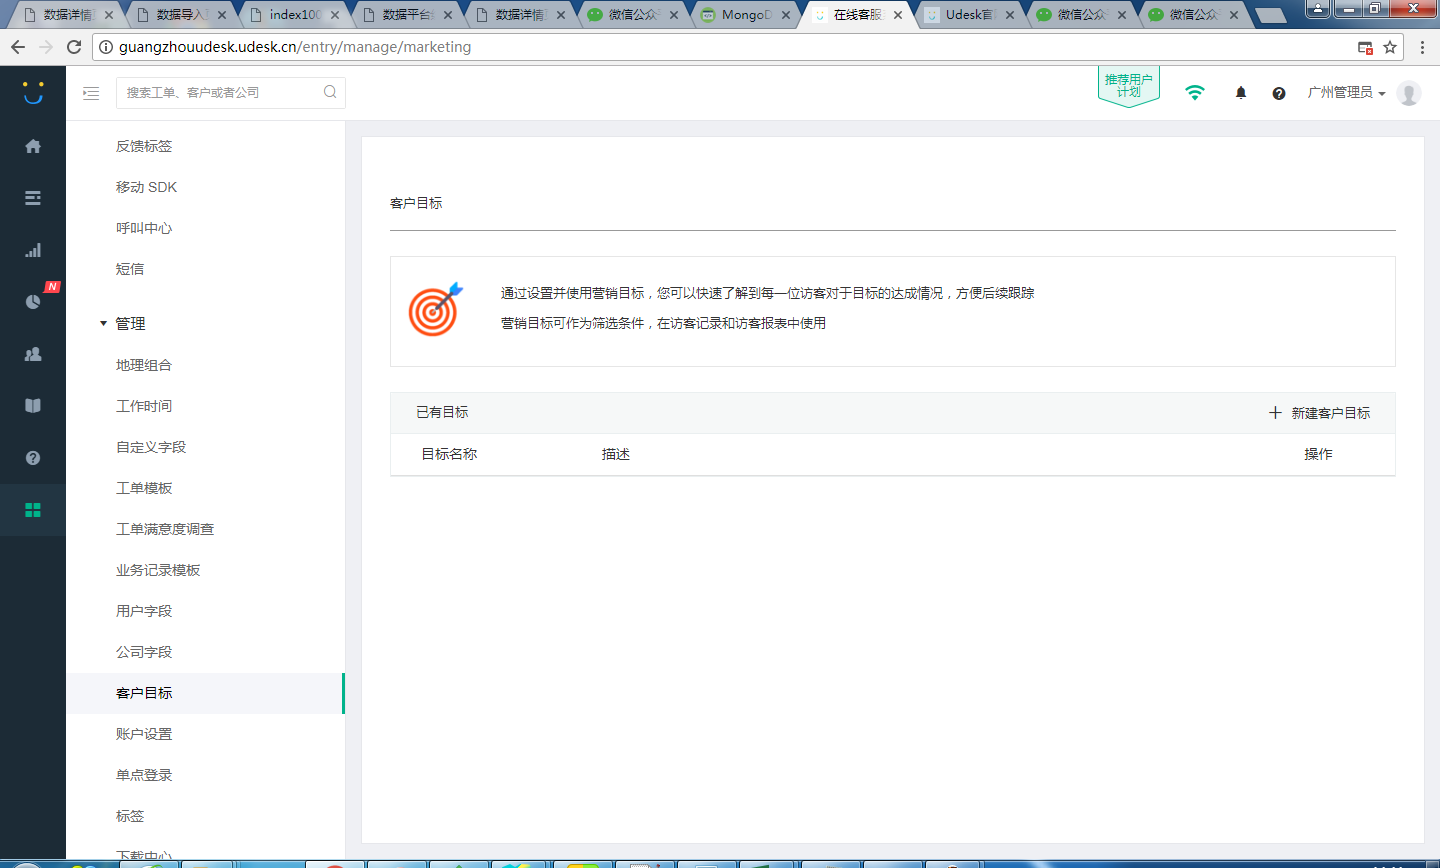 数据详情
数据导入
index100
数据平台
数据详情
微信公众
MongoD
在线客服
Udesk官
微信公众
微信公众
guangzhouudesk.udesk.cn/entry/manage/marketing
搜索工单、客户或者公司
推荐用户
计划
广州管理员
N
反馈标签
移动 SDK
呼叫中心
短信
管理
地理组合
工作时间
自定义字段
工单模板
工单满意度调查
业务记录模板
用户字段
公司字段
客户目标
账户设置
单点登录
标签
下载中心
客户目标
通过设置并使用营销目标，您可以快速了解到每一位访客对于目标的达成情况，方便后续跟踪
营销目标可作为筛选条件，在访客记录和访客报表中使用
已有目标
新建客户目标
目标名称 描述 操作